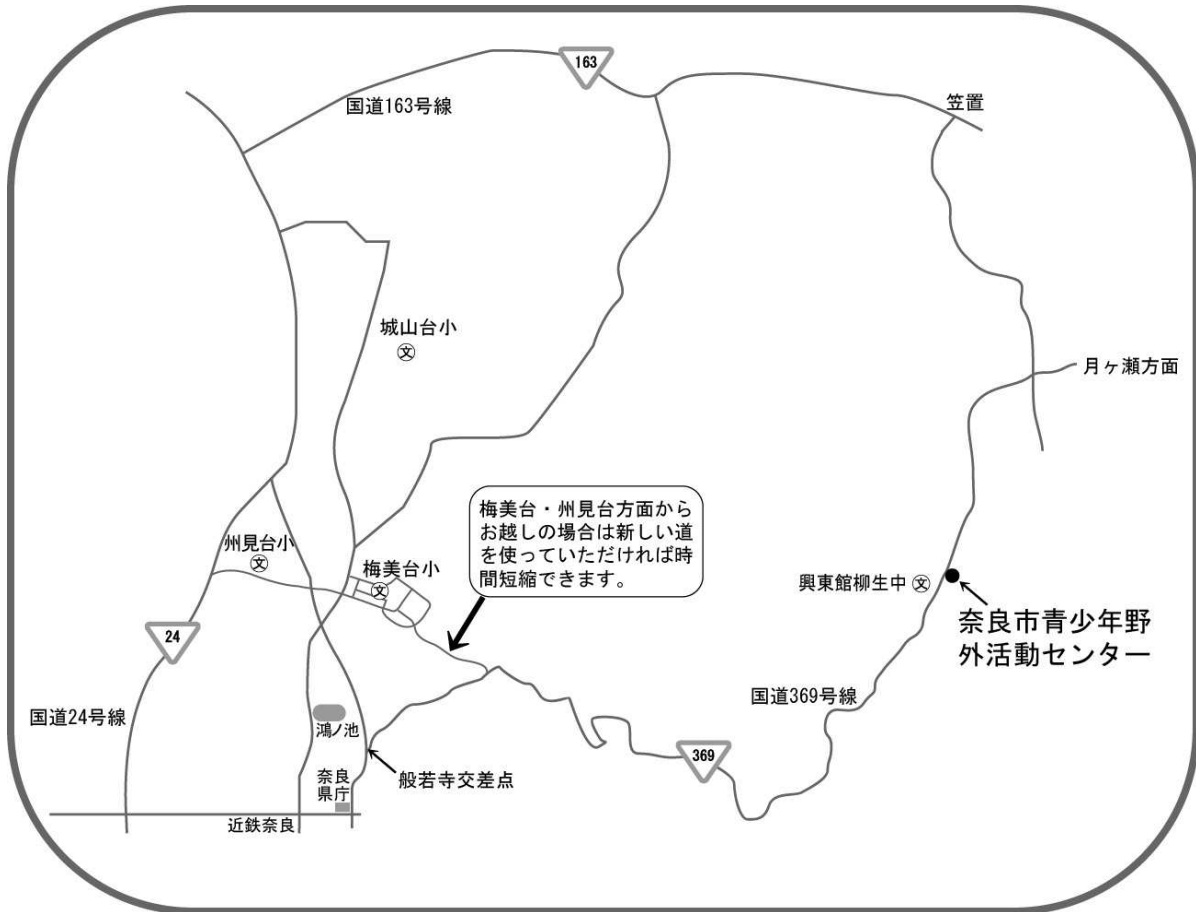 163
国道163号線
笠置
城山台小
文
月ヶ瀬方面
梅美台・州見台方面から
お越しの場合は新しい道
を使っていただければ時
間短縮できます。
州見台小
文
梅美台小
文
興東館柳生中 文
奈良市青少年野
外活動センター
24
国道24号線
国道369号線
鴻ノ池
369
般若寺交差点
奈良
県庁
近鉄奈良